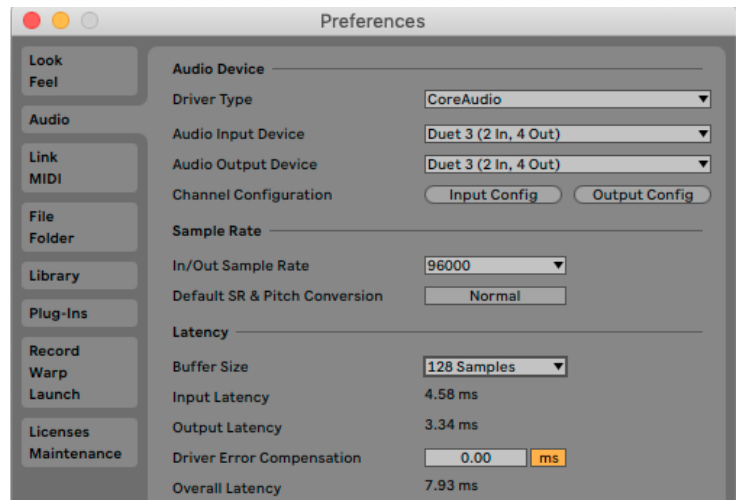 Preferences
Look
Feel
Audio
Link
MIDI
File
Folder
Library
Plug-Ins
Record
Warp
Launch
Licenses
Maintenance
Audio Device
Driver Type CoreAudio
Audio Input Device Duet 3 (2 In, 4 Out)
Audio Output Device Duet 3 (2 In, 4 Out)
Channel Configuration Input Config Output Config
Sample Rate
In/Out Sample Rate 96000
Default SR & Pitch Conversion Normal
Latency
Buffer Size 128 Samples
Input Latency 4.58 ms
Output Latency 3.34 ms
Driver Error Compensation 0.00 ms
Overall Latency 7.93 ms